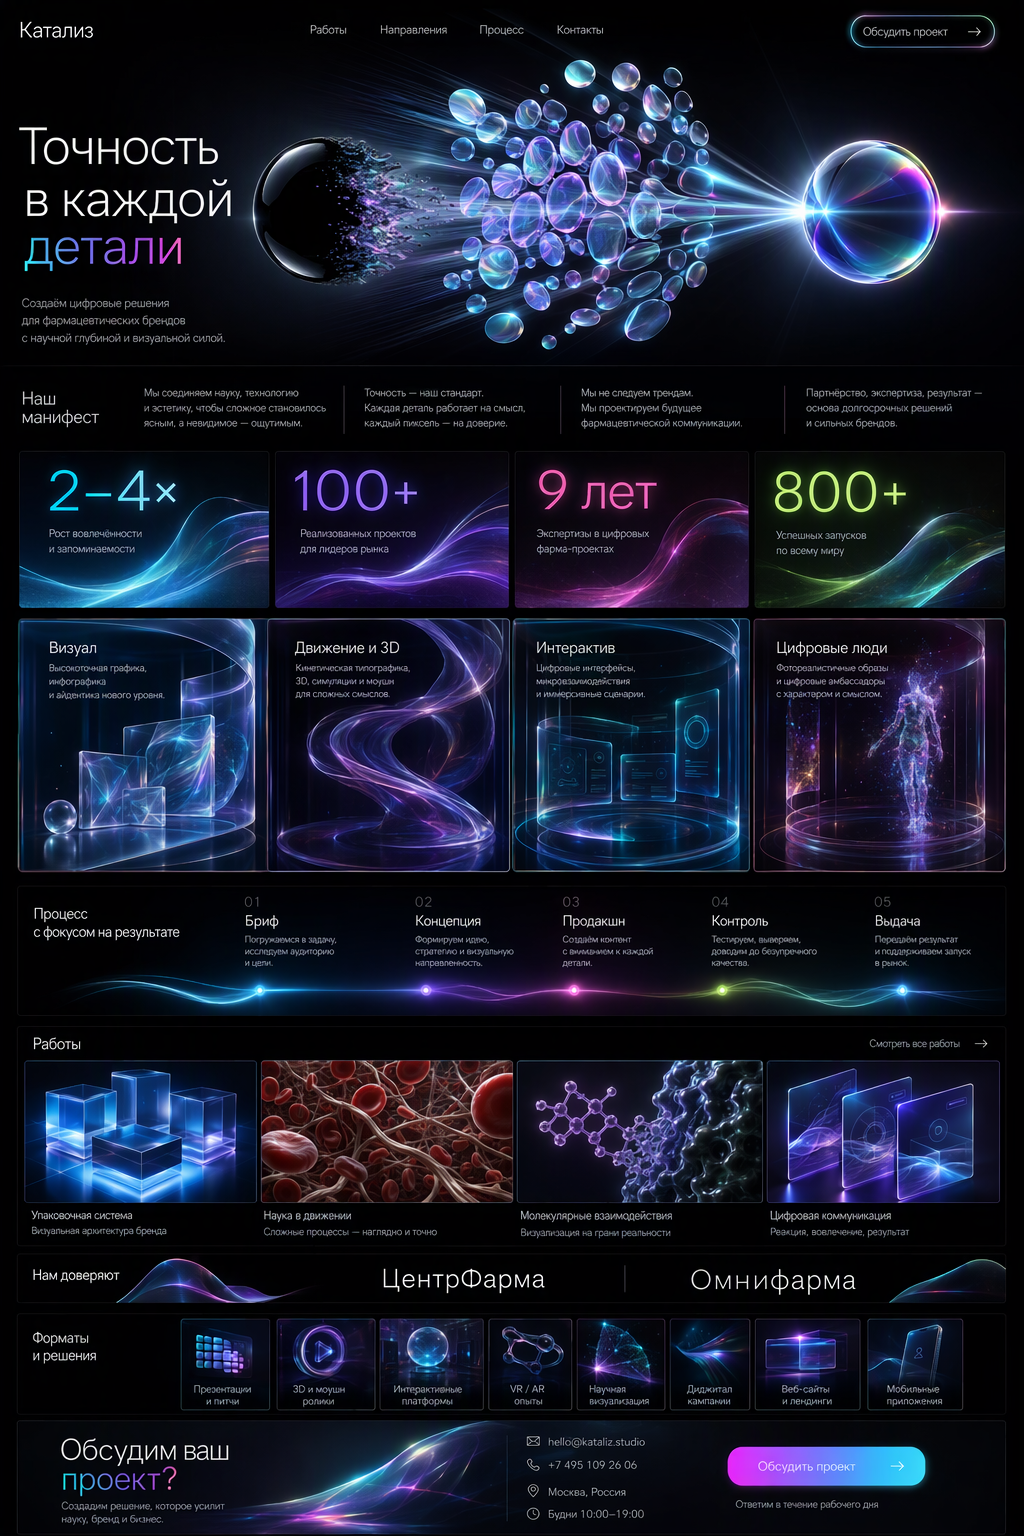 Катализ
Работы
Направления
Процесс
Контакты
Обсудить проект
Точность
в каждой
детали
Создаём цифровые решения
для фармацевтических брендов
с научной глубиной и визуальной силой.
Наш
манифест
Мы соединяем науку, технологию
и эстетику, чтобы сложное становилось
ясным, а невидимое — ощутимым.
Точность — наш стандарт.
Каждая деталь работает на смысл,
каждый пиксель — на доверие.
Мы не следуем трендам.
Мы проектируем будущее
фармацевтической коммуникации.
Партнёрство, экспертиза, результат —
основа долгосрочных решений
и сильных брендов.
2–4×
Рост вовлечённости
и запоминаемости
100+
Реализованных проектов
для лидеров рынка
9 лет
Экспертизы в цифровых
фарма-проектах
800+
Успешных запусков
по всему миру
Визуал
Высокоточная графика,
инфографика
и айдентика нового уровня.
Движение и 3D
Кинетическая типографика,
3D, симуляции и моушн
для сложных смыслов.
Интерактив
Цифровые интерфейсы,
микровзаимодействия
и иммерсивные сценарии.
Цифровые люди
Фотореалистичные образы
и цифровые амбассадоры
с характером и смыслом.
Процесс
с фокусом на результате
01
Бриф
Погружаемся в задачу,
исследуем аудиторию
и цели.
02
Концепция
Формируем идею,
стратегию и визуальную
направленность.
03
Продакшн
Создаём контент
с вниманием к каждой
детали.
04
Контроль
Тестируем, выверяем,
доводим до безупречного
качества.
05
Выдача
Передаём результат
и поддерживаем запуск
в рынок.
Работы
Смотреть все работы
Упаковочная система
Визуальная архитектура бренда
Наука в движении
Сложные процессы — наглядно и точно
Молекулярные взаимодействия
Визуализация на грани реальности
Цифровая коммуникация
Реакция, вовлечение, результат
Нам доверяют
ЦентрФарма
Омнифарма
Форматы
и решения
Презентации
и питчи
3D и моушн
ролики
Интерактивные
платформы
VR / AR
опыты
Научная
визуализация
Диджитал
кампании
Веб-сайты
и лендинги
Мобильные
приложения
Обсудим ваш
проект?
Создадим решение, которое усилит
науку, бренд и бизнес.
hello@kataliz.studio
+7 495 109 26 06
Москва, Россия
Будни 10:00–19:00
Обсудить проект
Ответим в течение рабочего дня